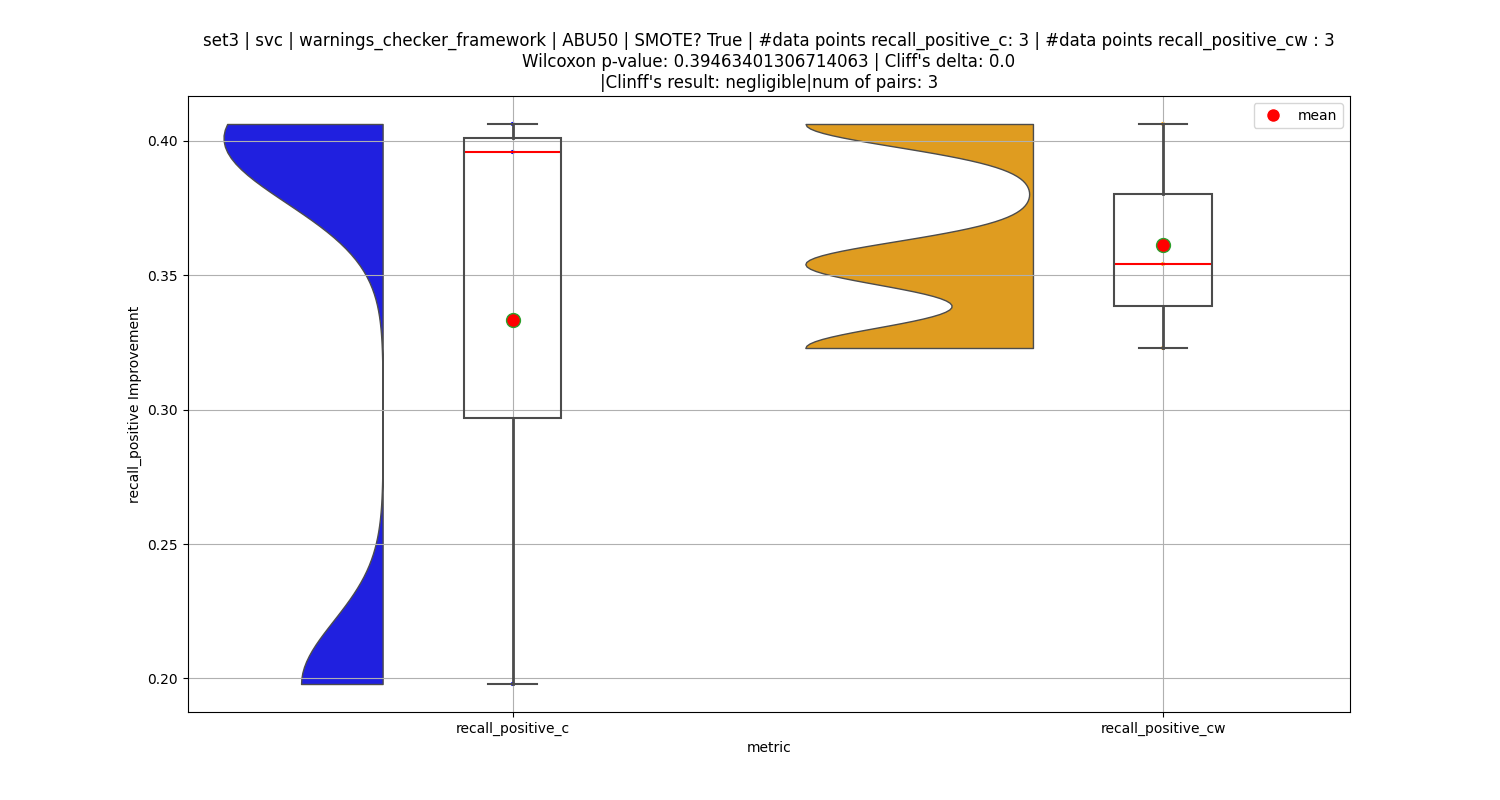 set3 | svc | warnings_checker_framework | ABU50 | SMOTE? True | #data points recall_positive_c: 3 | #data points recall_positive_cw : 3
Wilcoxon p-value: 0.39463401306714063 | Cliff's delta: 0.0
|Clinff's result: negligible|num of pairs: 3
mean
0.40
0.35
0.30
0.25
0.20
recall_positive Improvement
recall_positive_c
recall_positive_cw
metric